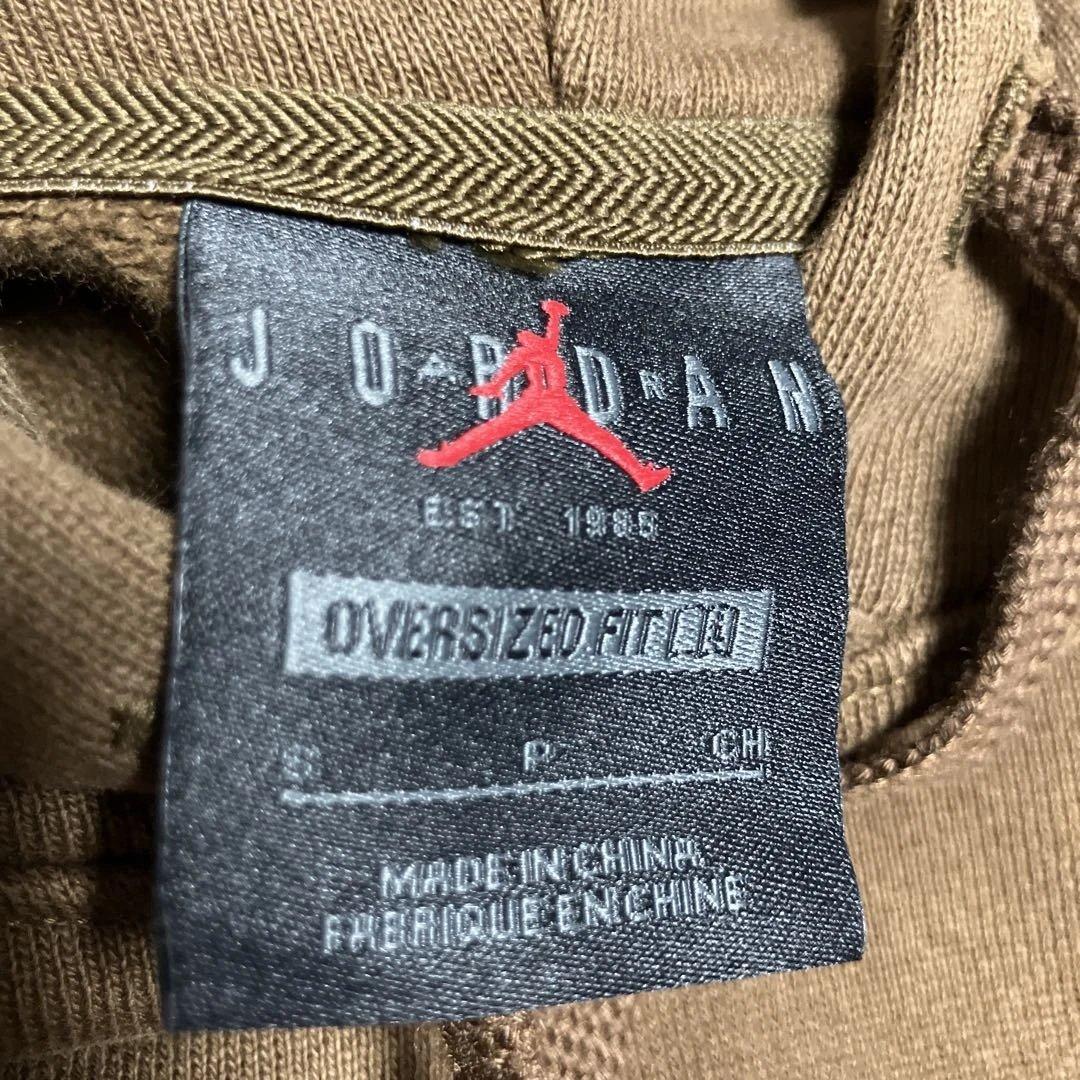 JORDAN
EST 1985
OVERSIZED FIT
S P CH
MADE IN CHINA
FABRIQUE EN CHINE